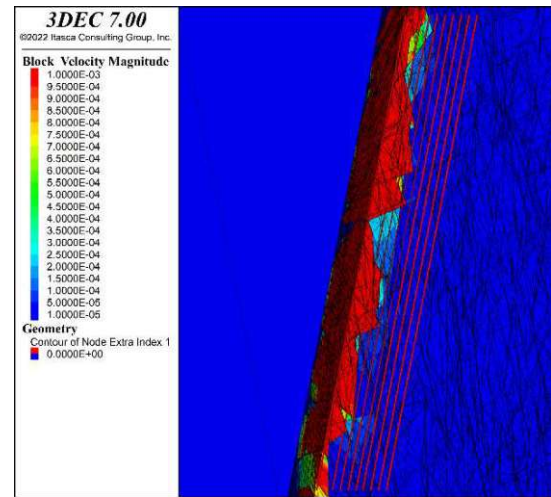 3DEC 7.00
©2022 Itasca Consulting Group, Inc.
Block Velocity Magnitude
1.0000E-03
9.5000E-04
9.0000E-04
8.5000E-04
8.0000E-04
7.5000E-04
7.0000E-04
6.5000E-04
6.0000E-04
5.5000E-04
5.0000E-04
4.5000E-04
4.0000E-04
3.5000E-04
3.0000E-04
2.5000E-04
2.0000E-04
1.5000E-04
1.0000E-04
5.0000E-05
1.0000E-05
Geometry
Contour of Node Extra Index 1
0.0000E+00